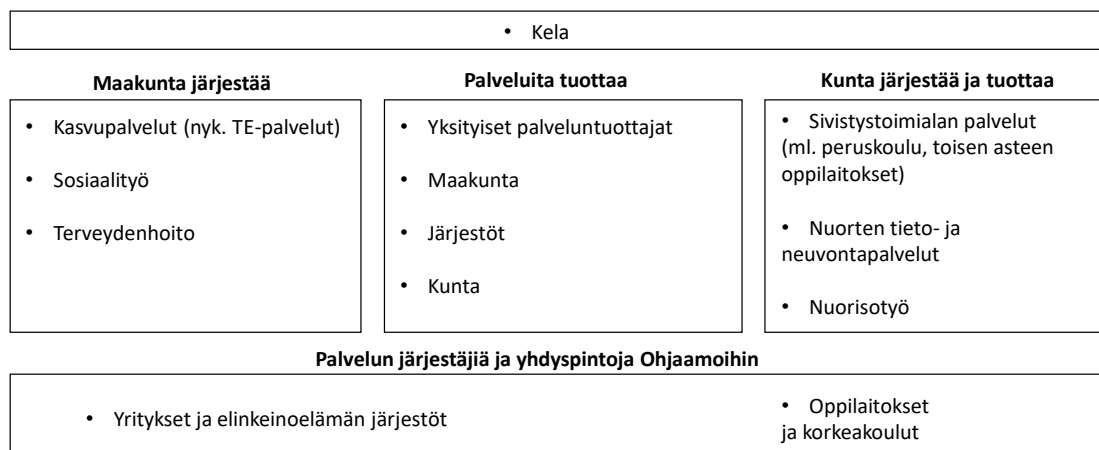 • Kela
Maakunta järjestää
• Kasvupalvelut (nyk. TE-palvelut)
• Sosiaalityö
• Terveydenhoito
Palveluita tuottaa
• Yksityiset palveluntuottajat
• Maakunta
• Järjestöt
• Kunta
Kunta järjestää ja tuottaa
• Sivistystoimialan palvelut
(ml. peruskoulu, toisen asteen
oppilaitokset)
• Nuorten tieto- ja
neuvontapalvelut
• Nuorisotyö
Palvelun järjestäjiä ja yhdyspintoja Ohjaamoihin
• Yritykset ja elinkeinoelämän järjestöt
• Oppilaitokset
ja korkeakoulut